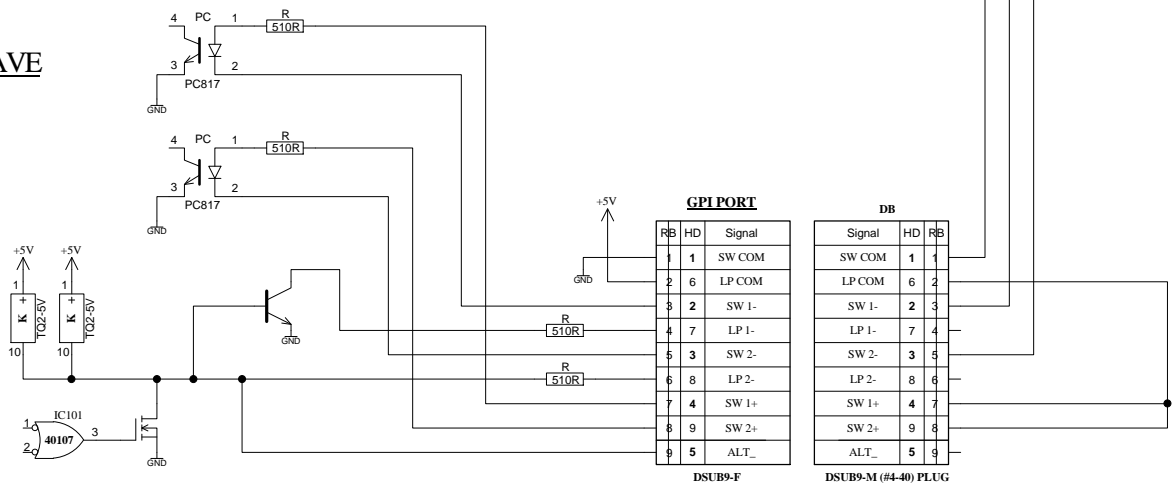 AVE
4 PC 1
R
510R
3 2
PC817
GND
4 PC 1
R
510R
3 2
PC817
GND
+5V +5V
1 1
K + TQ2-5V
K + TQ2-5V
10 10
GND
R
510R
R
510R
IC101
1
2
40107
3
GND
+5V
GND
GPI PORT
RB HD Signal
1 1 SW COM
2 6 LP COM
3 2 SW 1-
4 7 LP 1-
5 3 SW 2-
6 8 LP 2-
7 4 SW 1+
8 9 SW 2+
9 5 ALT_
DSUB9-F
DB
Signal HD RB
SW COM 1 1
LP COM 6 2
SW 1- 2 3
LP 1- 7 4
SW 2- 3 5
LP 2- 8 6
SW 1+ 4 7
SW 2+ 9 8
ALT_ 5 9
DSUB9-M (#4-40) PLUG